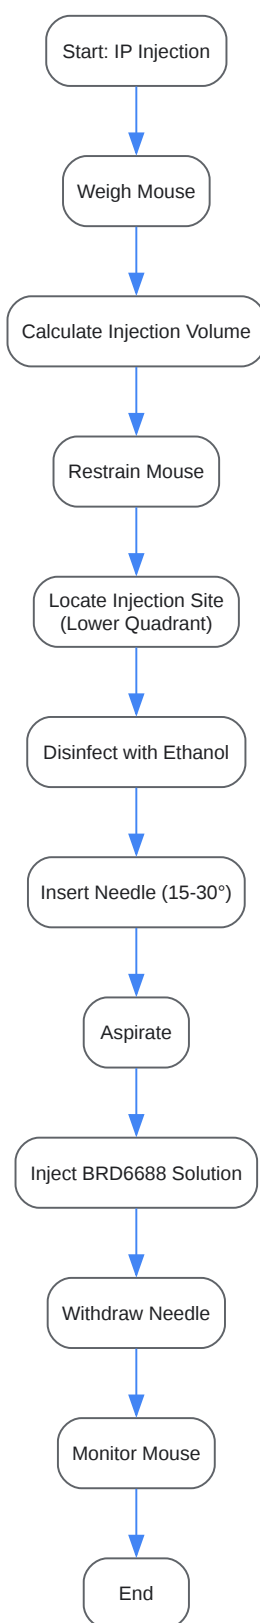 Start: IP Injection
Weigh Mouse
Calculate Injection Volume
Restrain Mouse
Locate Injection Site
(Lower Quadrant)
Disinfect with Ethanol
Insert Needle (15-30°)
Aspirate
Inject BRD6688 Solution
Withdraw Needle
Monitor Mouse
End